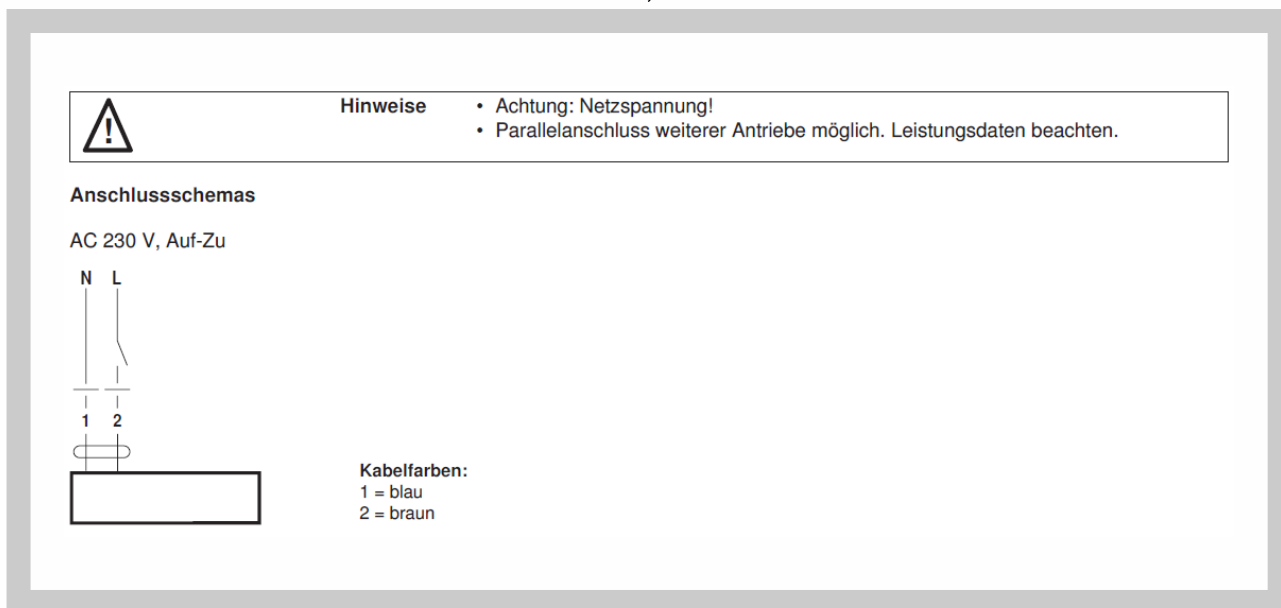 Hinweise
• Achtung: Netzspannung!
• Parallelanschluss weiterer Antriebe möglich. Leistungsdaten beachten.
Anschlussschemas
AC 230 V, Auf-Zu
N L
1 2
Kabelfarben:
1 = blau
2 = braun